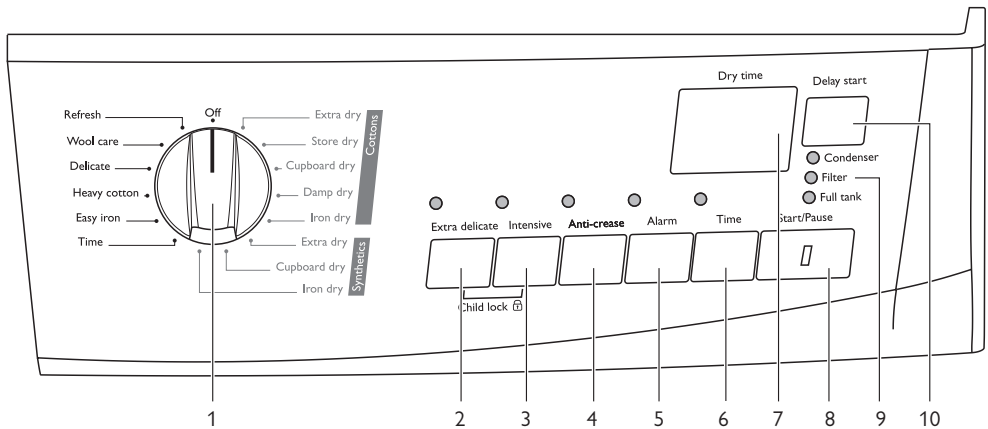 Off
Refresh
Wool care
Delicate
Heavy cotton
Easy iron
Time
Extra dry
Store dry
Cupboard dry
Damp dry
Iron dry
Cottons
Extra dry
Cupboard dry
Iron dry
Synthetics
Dry time
Delay start
Condenser
Filter
Full tank
Extra delicate
Intensive
Anti-crease
Alarm
Time
Start/Pause
Child lock
1 2 3 4 5 6 7 8 9 10